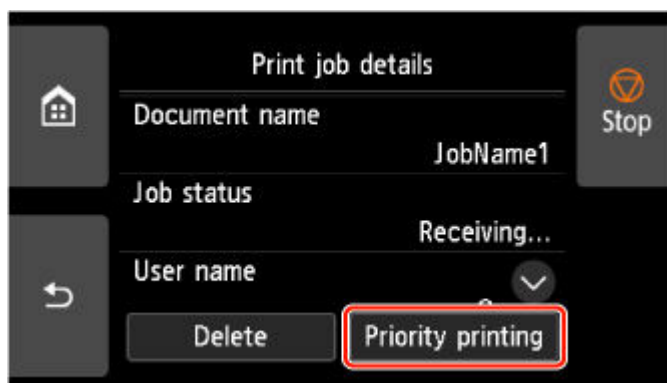 Print job details
Document name
JobName1
Stop
Job status
Receiving...
User name
Delete
Priority printing